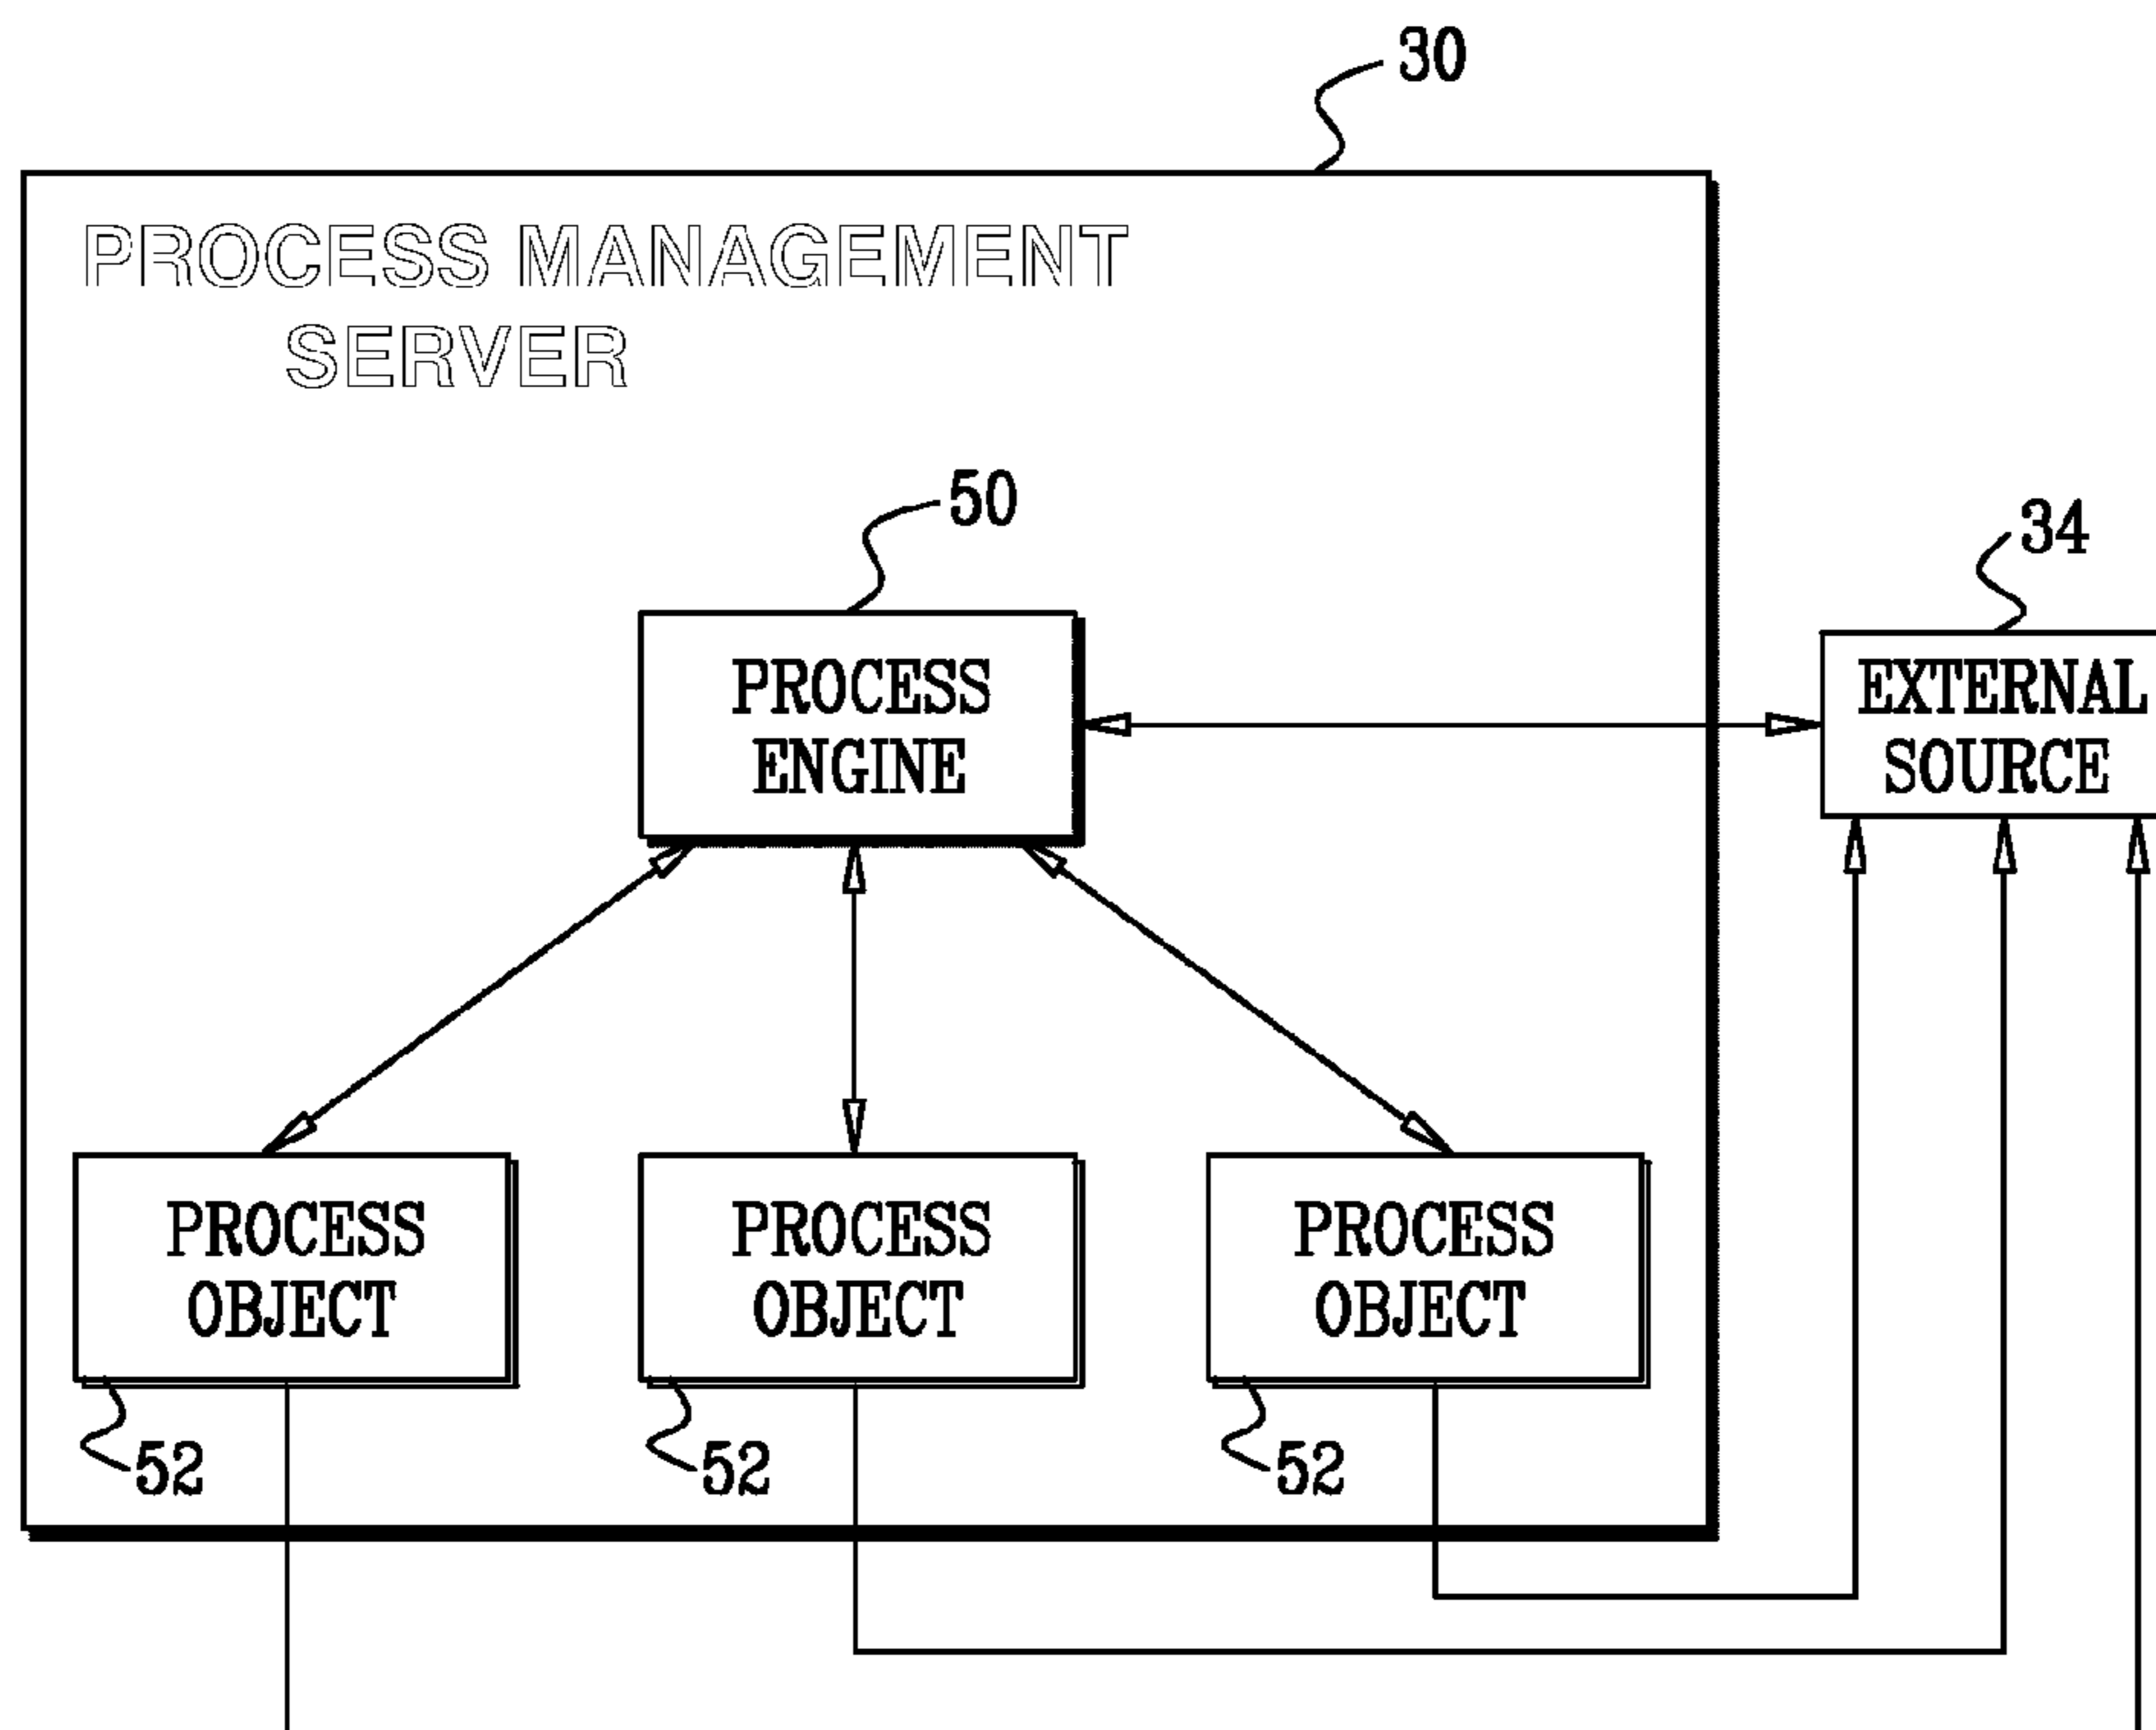 30
PROCESS MANAGEMENT
SERVER
50
34
PROCESS
ENGINE
EXTERNAL
SOURCE
PROCESS
OBJECT
PROCESS
OBJECT
PROCESS
OBJECT
52
52
52